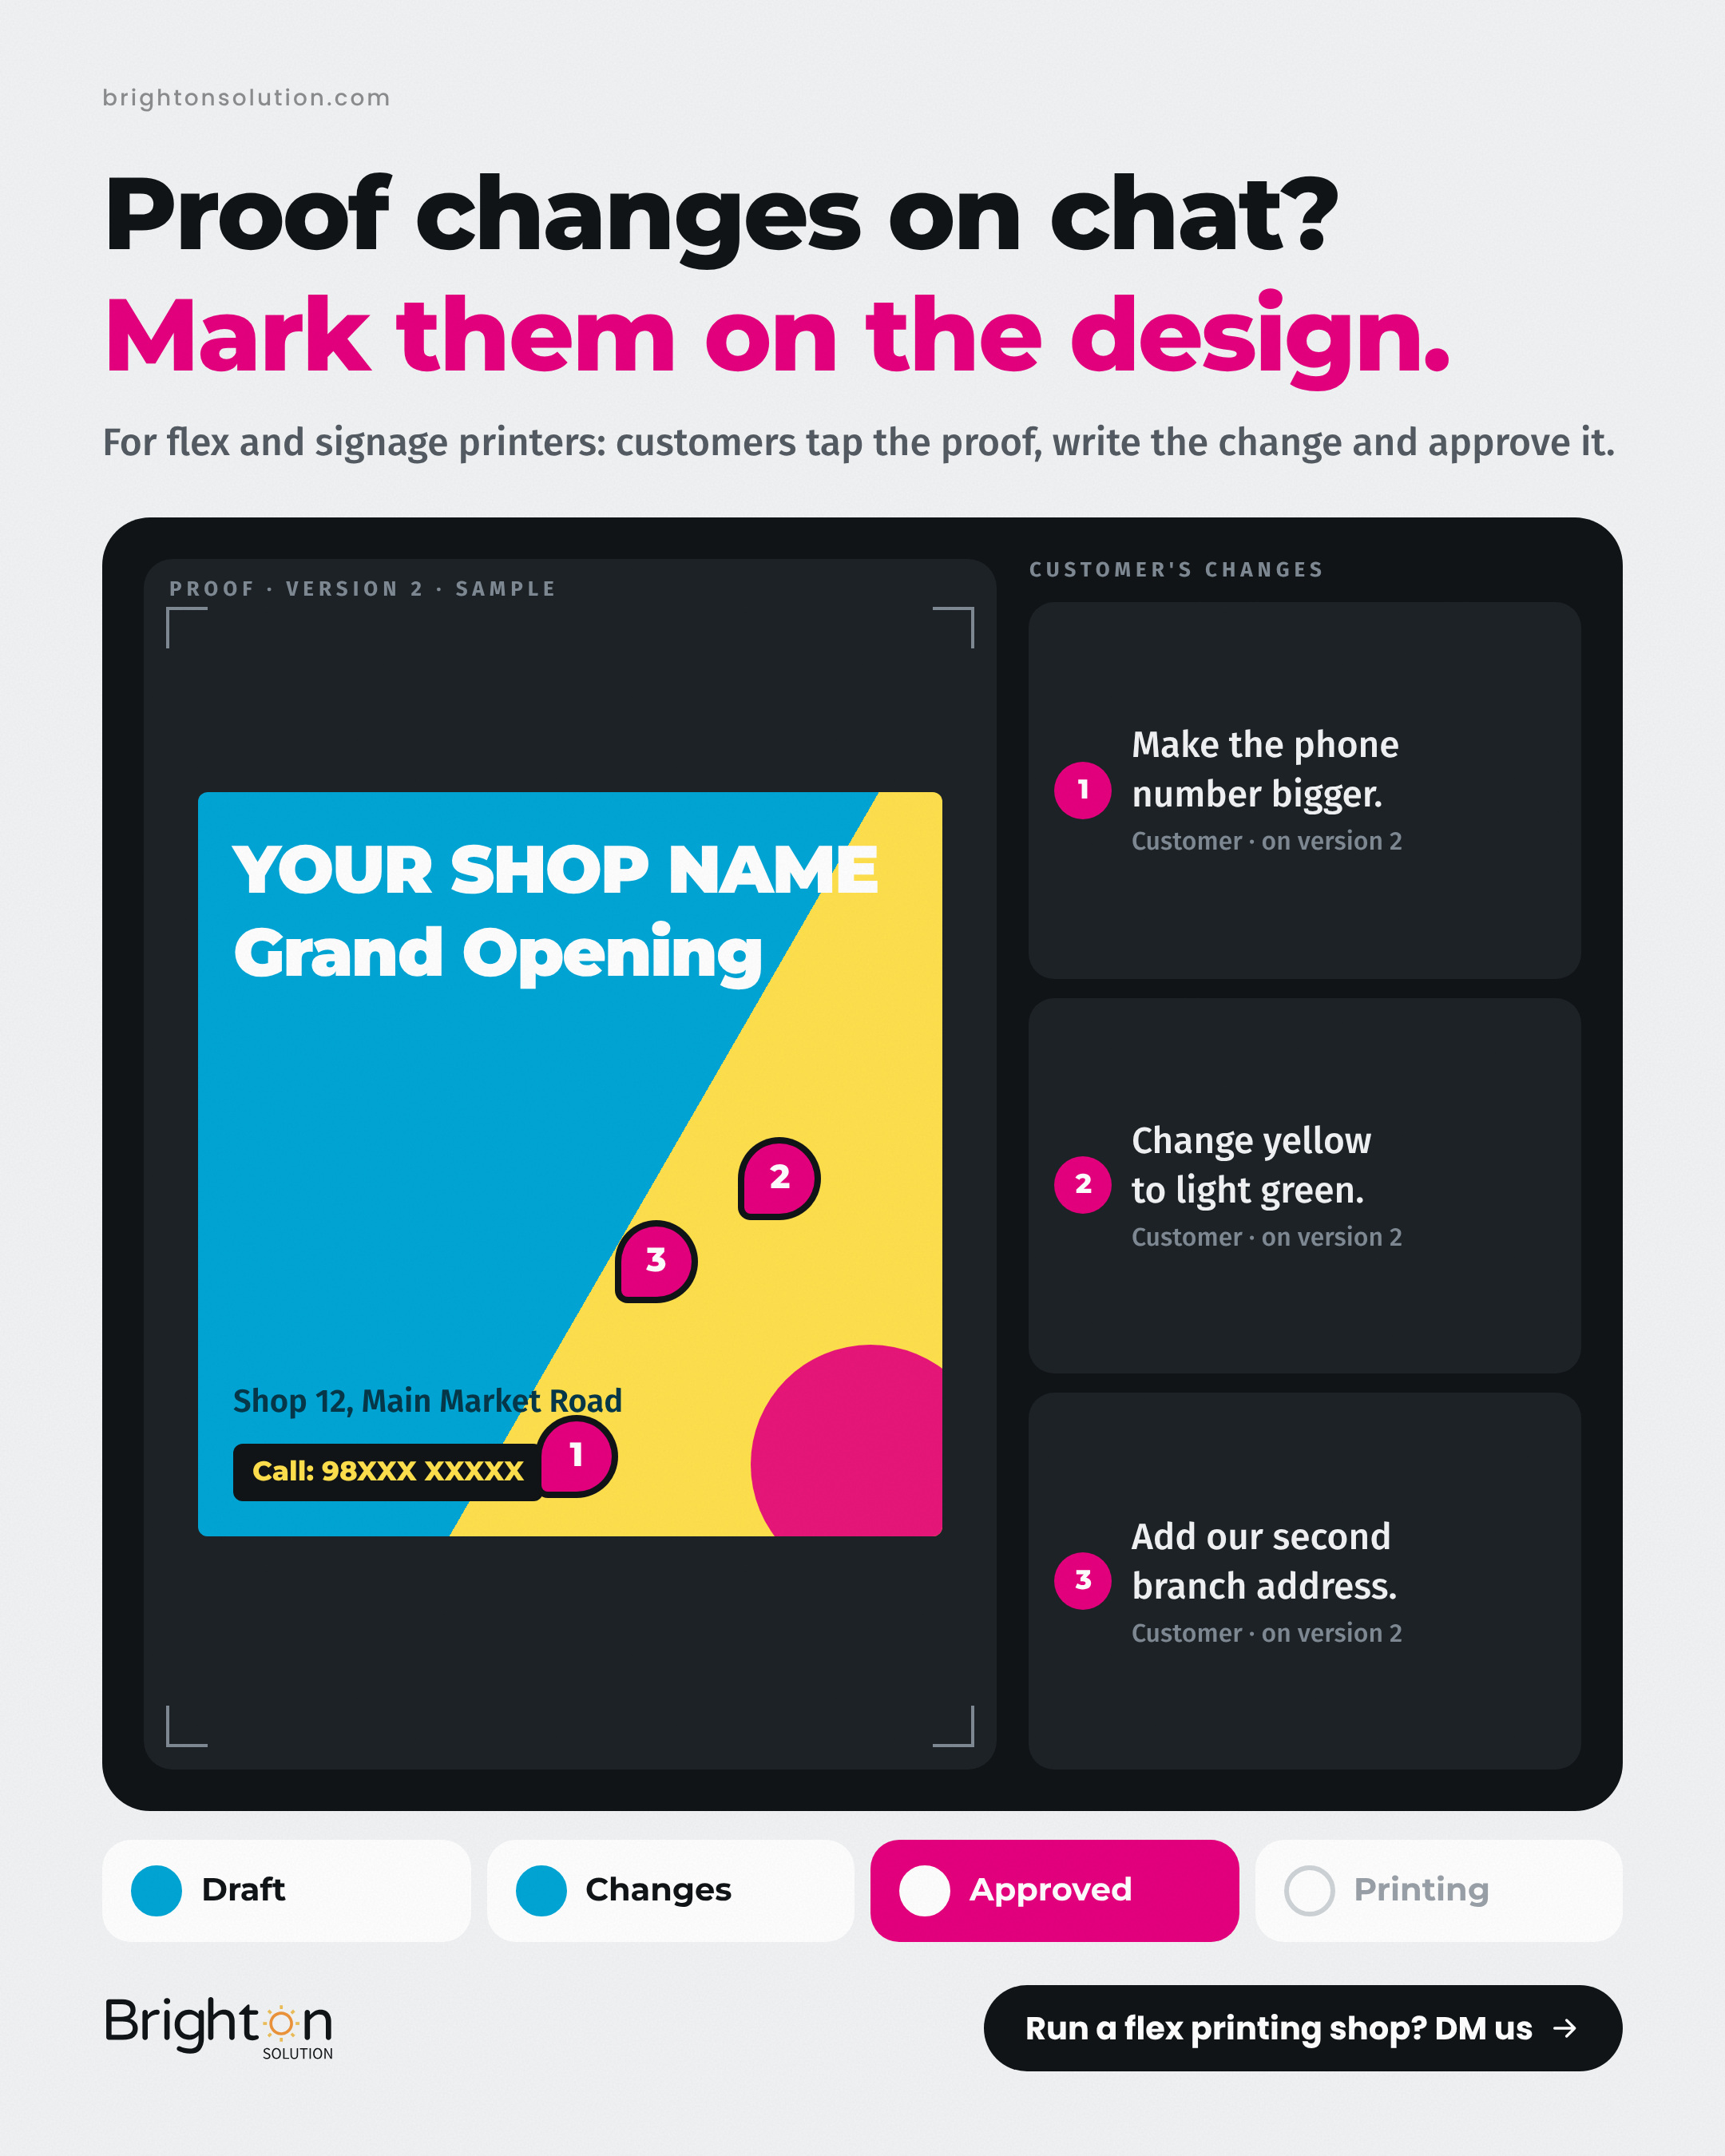 brightonsolution.com
Proof changes on chat?
Mark them on the design.
For flex and signage printers: customers tap the proof, write the change and approve it.
PROOF · VERSION 2 · SAMPLE
YOUR SHOP NAME
Grand Opening
2
3
Shop 12, Main Market Road
Call: 98XXX XXXXX
1
CUSTOMER'S CHANGES
1
Make the phone
number bigger.
Customer · on version 2
2
Change yellow
to light green.
Customer · on version 2
3
Add our second
branch address.
Customer · on version 2
Draft
Changes
Approved
Printing
Brighton
SOLUTION
Run a flex printing shop? DM us →